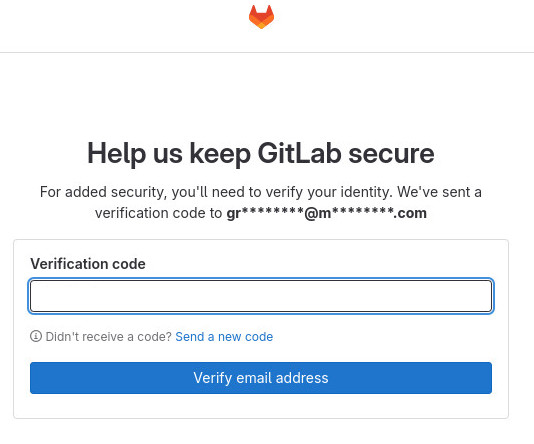 Help us keep GitLab secure
For added security, you'll need to verify your identity. We've sent a
verification code to gr********@m********.com
Verification code
Didn't receive a code? Send a new code
Verify email address